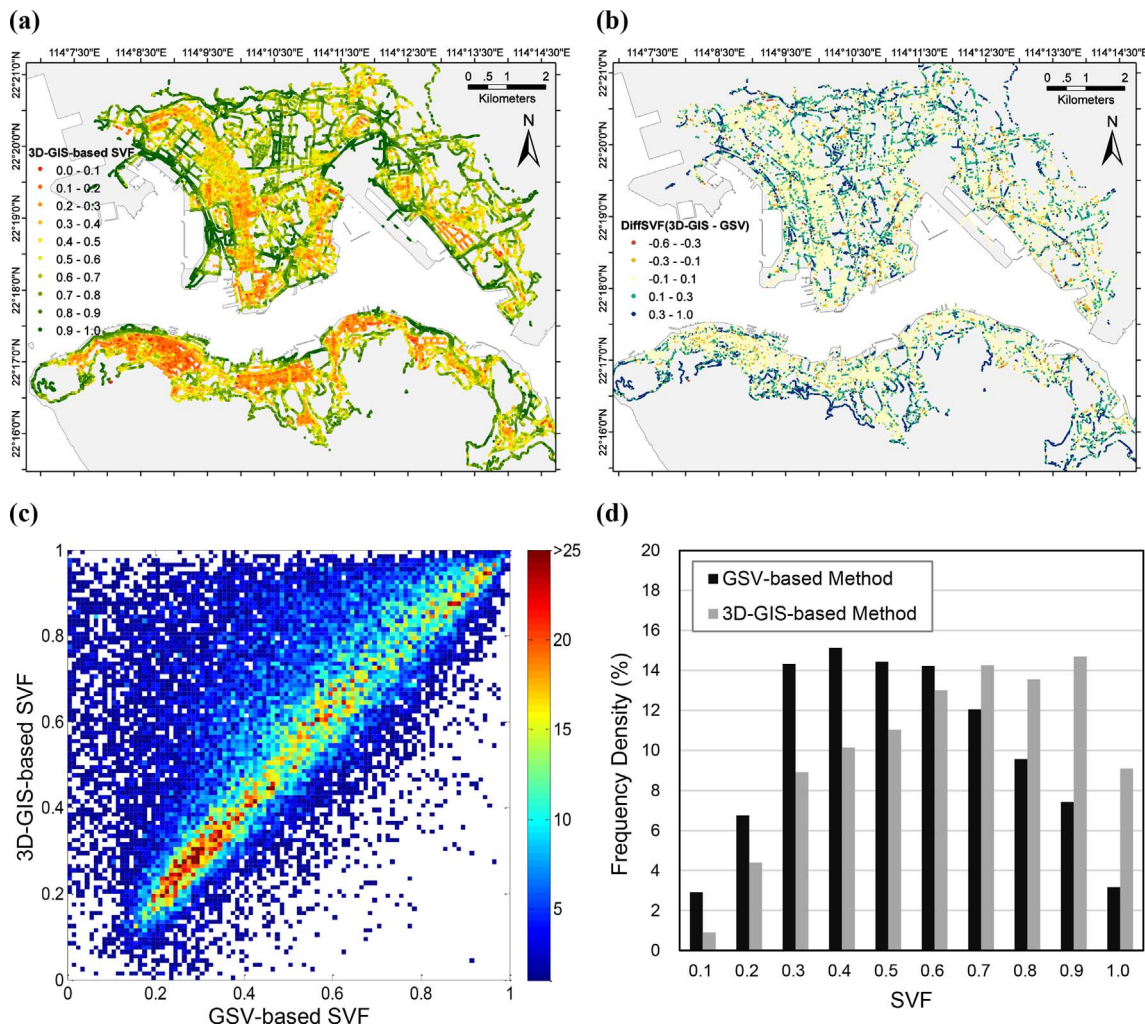 (a)
(b)
114°7'30"E 114°8'30"E 114°9'30"E 114°10'30"E 114°11'30"E 114°12'30"E 114°13'30"E 114°14'30"E
22°21'0"N
22°20'0"N
22°19'0"N
22°18'0"N
22°17'0"N
22°16'0"N
0 .5 1 2
Kilometers
N
3D-GIS-based SVF
0.0 - 0.1
0.1 - 0.2
0.2 - 0.3
0.3 - 0.4
0.4 - 0.5
0.5 - 0.6
0.6 - 0.7
0.7 - 0.8
0.8 - 0.9
0.9 - 1.0
114°7'30"E 114°8'30"E 114°9'30"E 114°10'30"E 114°11'30"E 114°12'30"E 114°13'30"E 114°14'30"E
22°21'0"N
22°20'0"N
22°19'0"N
22°18'0"N
22°17'0"N
22°16'0"N
0 .5 1 2
Kilometers
N
DiffSVF(3D-GIS - GSV)
-0.6 - -0.3
-0.3 - -0.1
-0.1 - 0.1
0.1 - 0.3
0.3 - 1.0
(c)
(d)
1
0.8
0.6
0.4
0.2
0
3D-GIS-based SVF
0 0.2 0.4 0.6 0.8 1
GSV-based SVF
>25
20
15
10
5
20
18
16
14
12
10
8
6
4
2
0
Frequency Density (%)
GSV-based Method
3D-GIS-based Method
0.1 0.2 0.3 0.4 0.5 0.6 0.7 0.8 0.9 1.0
SVF